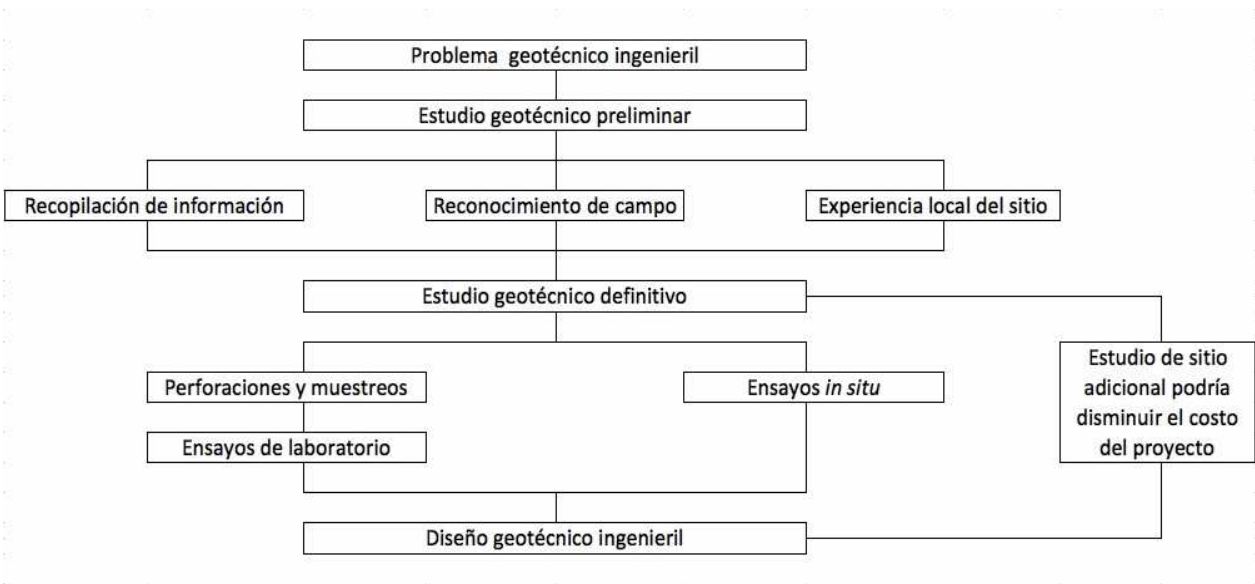 Problema geotécnico ingenieril
Estudio geotécnico preliminar
Recopilación de información
Reconocimiento de campo
Experiencia local del sitio
Estudio geotécnico definitivo
Perforaciones y muestreos
Ensayos in situ
Estudio de sitio
adicional podría
disminuir el costo
del proyecto
Ensayos de laboratorio
Diseño geotécnico ingenieril